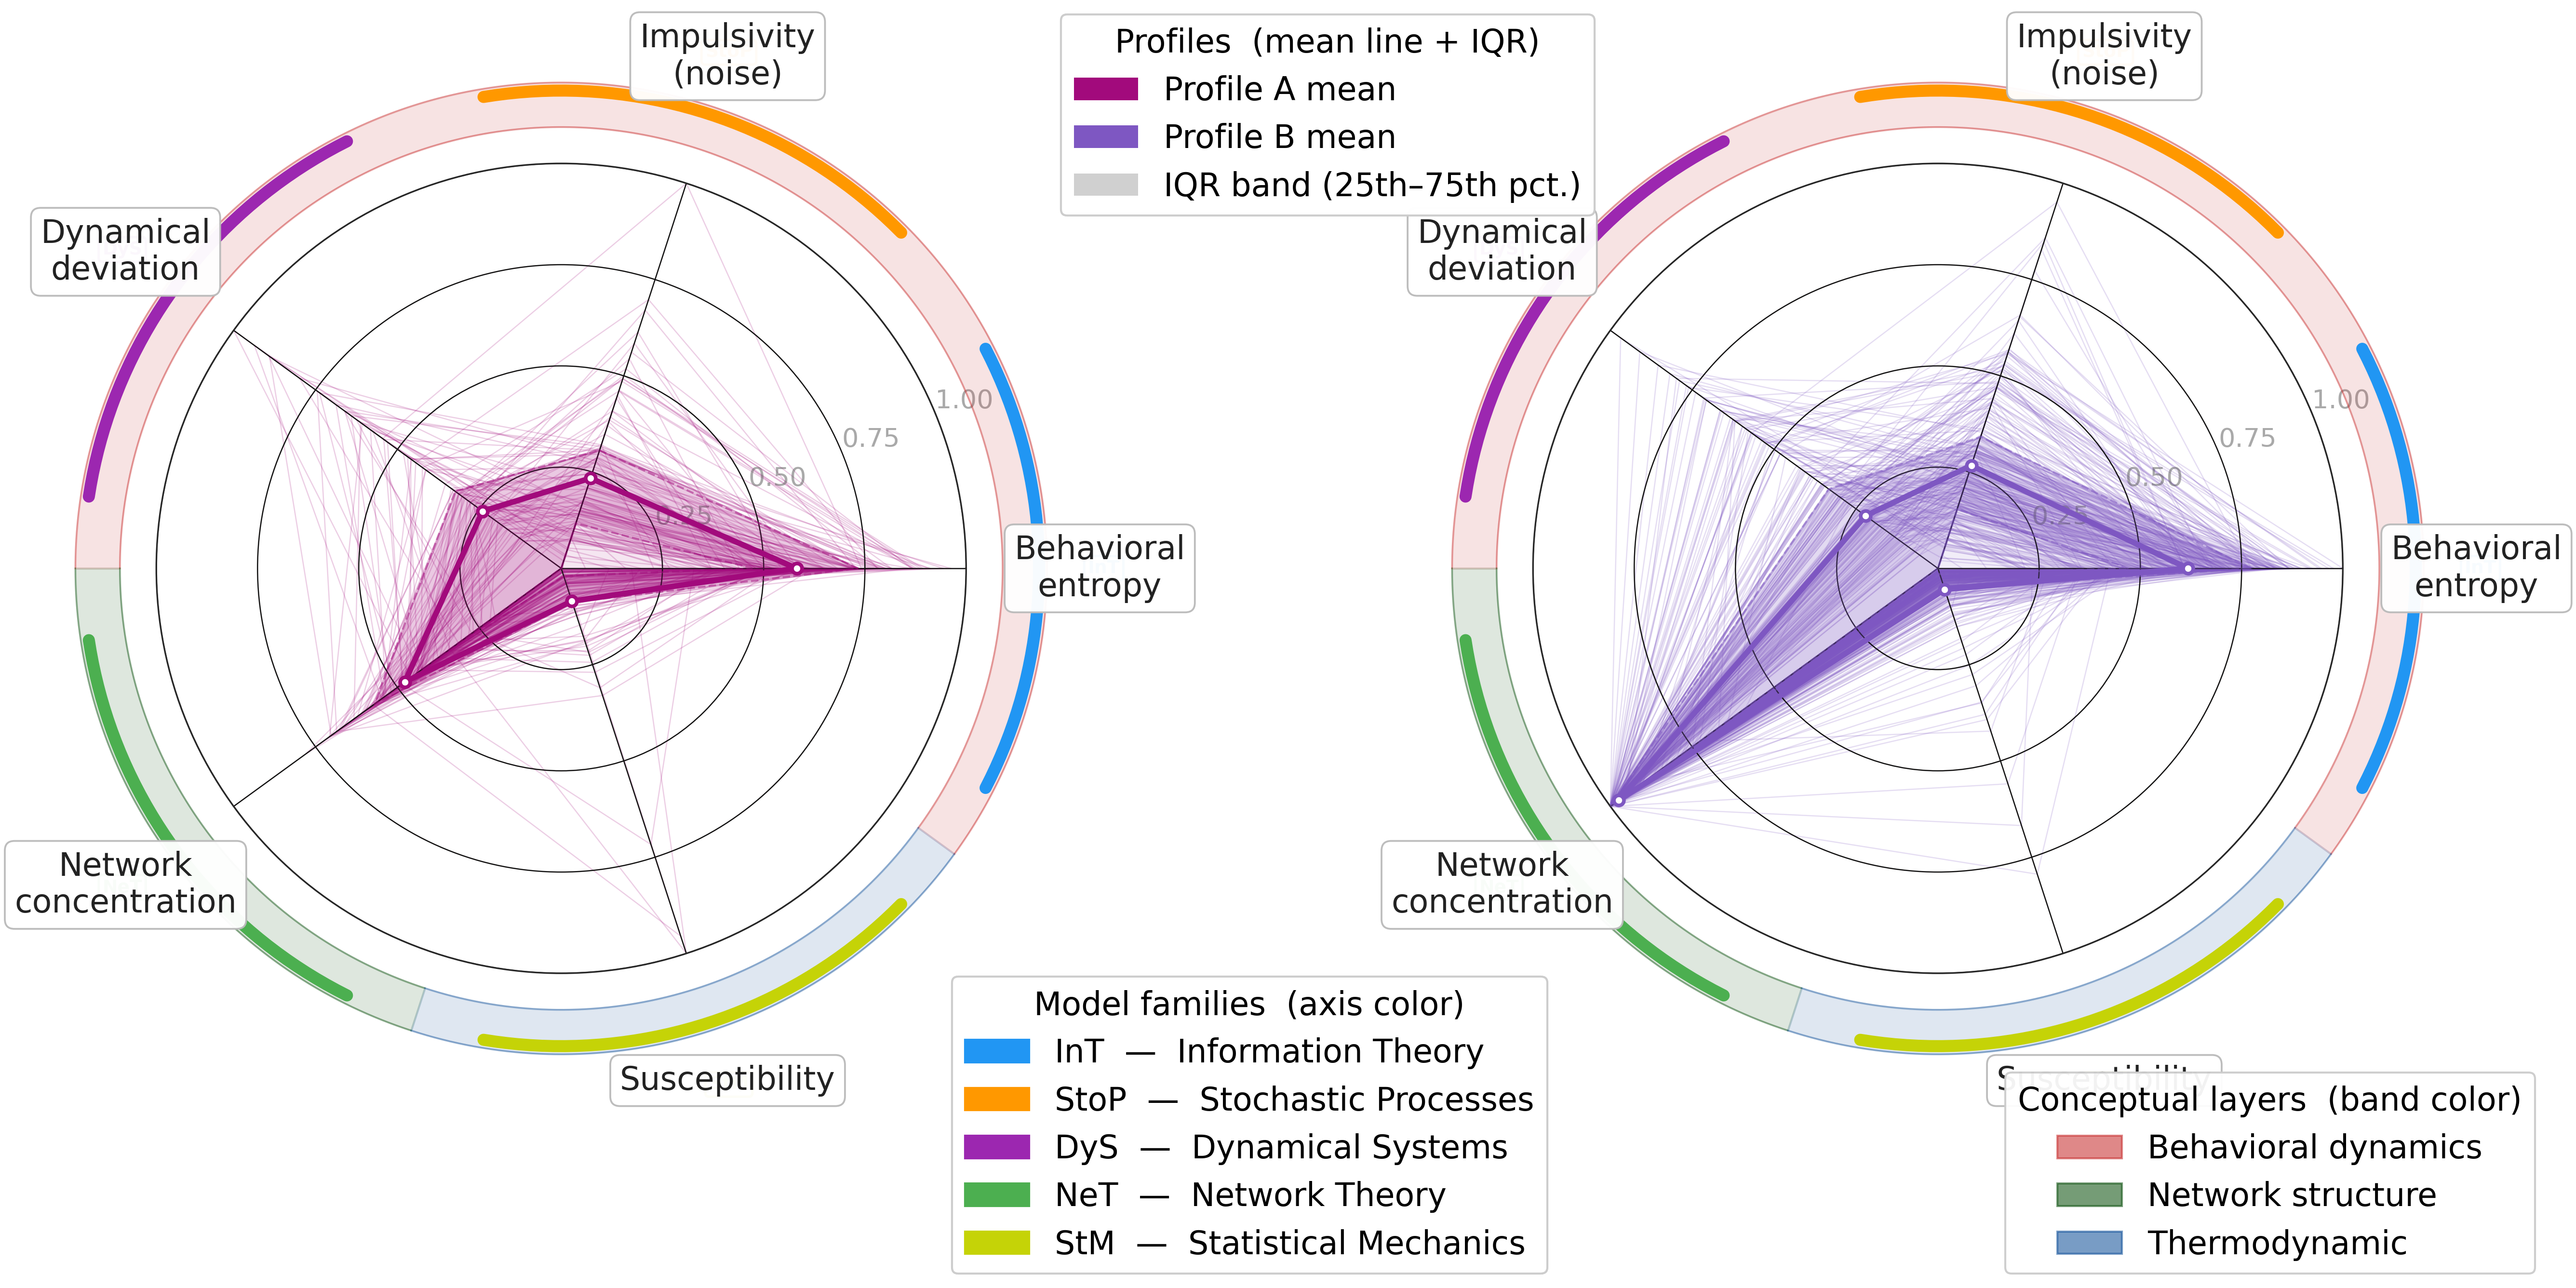 Impulsivity
(noise)
Dynamical
deviation
1.00
0.75
0.50
0.25
Behavioral
entropy
Network
concentration
Susceptibility
Profiles (mean line + IQR)
Profile A mean
Profile B mean
IQR band (25th–75th pct.)
Impulsivity
(noise)
Dynamical
deviation
1.00
0.75
0.50
0.25
Behavioral
entropy
Network
concentration
Susceptibility
Model families (axis color)
InT — Information Theory
StoP — Stochastic Processes
DyS — Dynamical Systems
NeT — Network Theory
StM — Statistical Mechanics
Conceptual layers (band color)
Behavioral dynamics
Network structure
Thermodynamic